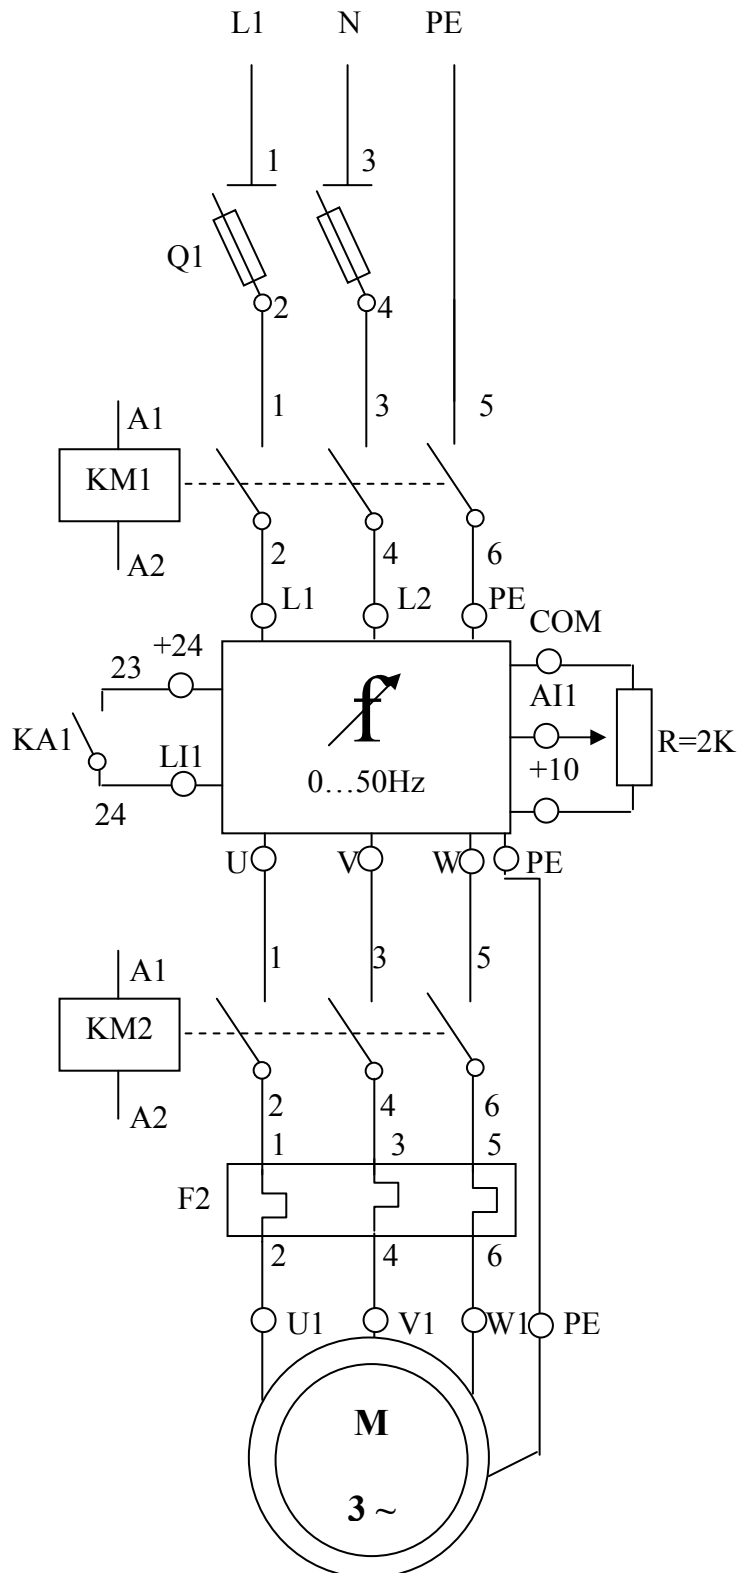 L1 N PE
1 3
Q1
2 4
1 3 5
A1
KM1
A2
2 4 6
L1 L2 PE
COM
23 +24
AI1
KA1
LI1
f
R=2K
+10
0…50Hz
24
U V W PE
1 3 5
A1
KM2
A2
2 4 6
1 3 5
F2
2 4 6
U1 V1 W1 PE
M
3 ~